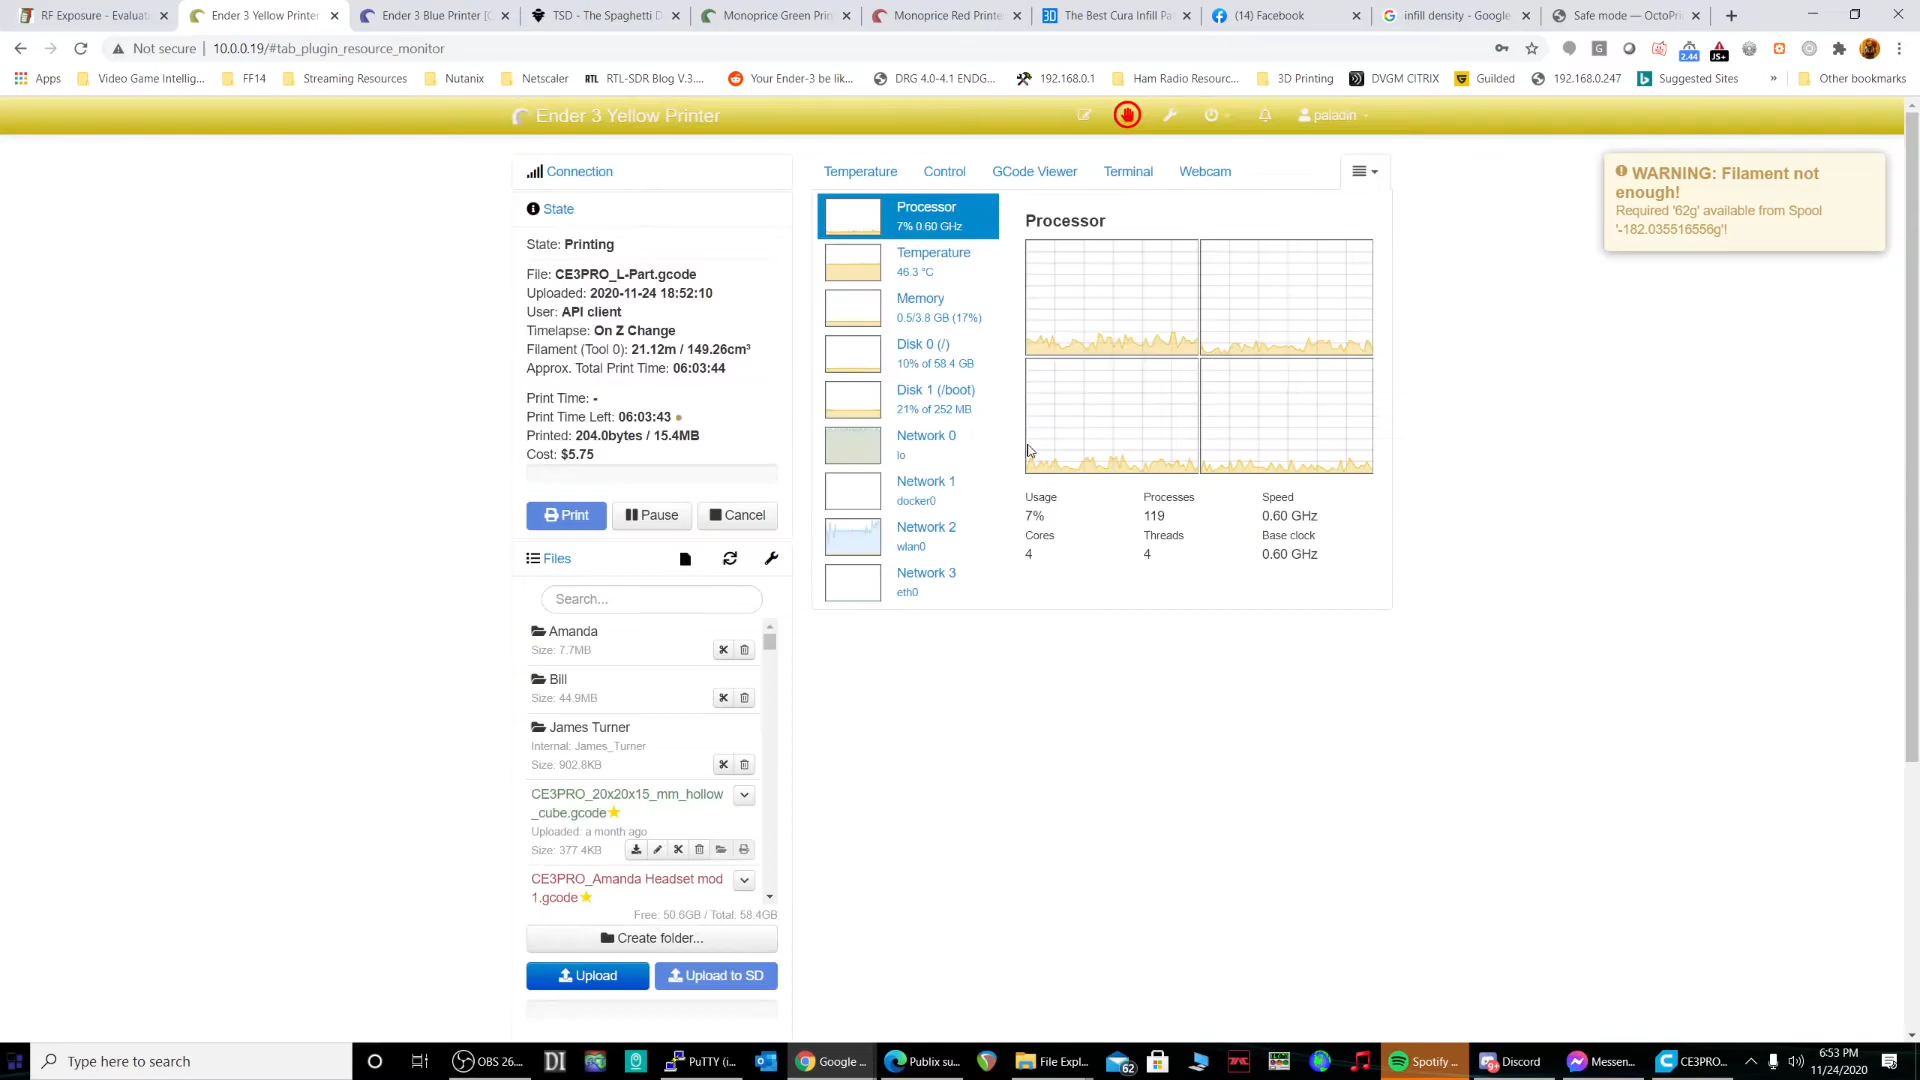 RF Exposure - Evaluati
Ender 3 Yellow Printer
Ender 3 Blue Printer [C
TSD - The Spaghetti D
Monoprice Green Prin
Monoprice Red Printe
The Best Cura Infill Pa
(14) Facebook
infill density - Google
Safe mode — OctoPri
Not secure | 10.0.0.19/#tab_plugin_resource_monitor
2.44
JS+
Apps
Video Game Intellig...
FF14
Streaming Resources
Nutanix
Netscaler
RTL RTL-SDR Blog V.3....
Your Ender-3 be lik...
DRG 4.0-4.1 ENDG...
192.168.0.1
Ham Radio Resourc...
3D Printing
DVGM CITRIX
Guilded
192.168.0.247
Suggested Sites
»
Other bookmarks
Ender 3 Yellow Printer
paladin
Connection
State
State: Printing
File: CE3PRO_L-Part.gcode
Uploaded: 2020-11-24 18:52:10
User: API client
Timelapse: On Z Change
Filament (Tool 0): 21.12m / 149.26cm³
Approx. Total Print Time: 06:03:44
Print Time: -
Print Time Left: 06:03:43
Printed: 204.0bytes / 15.4MB
Cost: $5.75
Print
Pause
Cancel
Files
Search...
Amanda
Size: 7.7MB
Bill
Size: 44.9MB
James Turner
Internal: James_Turner
Size: 902.8KB
CE3PRO_20x20x15_mm_hollow
_cube.gcode
Uploaded: a month ago
Size: 377.4KB
CE3PRO_Amanda Headset mod
1.gcode
Free: 50.6GB / Total: 58.4GB
Create folder...
Upload
Upload to SD
Temperature
Control
GCode Viewer
Terminal
Webcam
Processor
7% 0.60 GHz
Temperature
46.3 °C
Memory
0.5/3.8 GB (17%)
Disk 0 (/)
10% of 58.4 GB
Disk 1 (/boot)
21% of 252 MB
Network 0
lo
Network 1
docker0
Network 2
wlan0
Network 3
eth0
Processor
Usage
Processes
Speed
7%
119
0.60 GHz
Cores
Threads
Base clock
4
4
0.60 GHz
WARNING: Filament not
enough!
Required '62g' available from Spool
'-182.035516556g'!
Type here to search
OBS 26...
DI
PuTTY (i...
Google ...
Publix su...
File Expl...
62
Spotify ...
Discord
Messen...
CE3PRO...
6:53 PM
11/24/2020